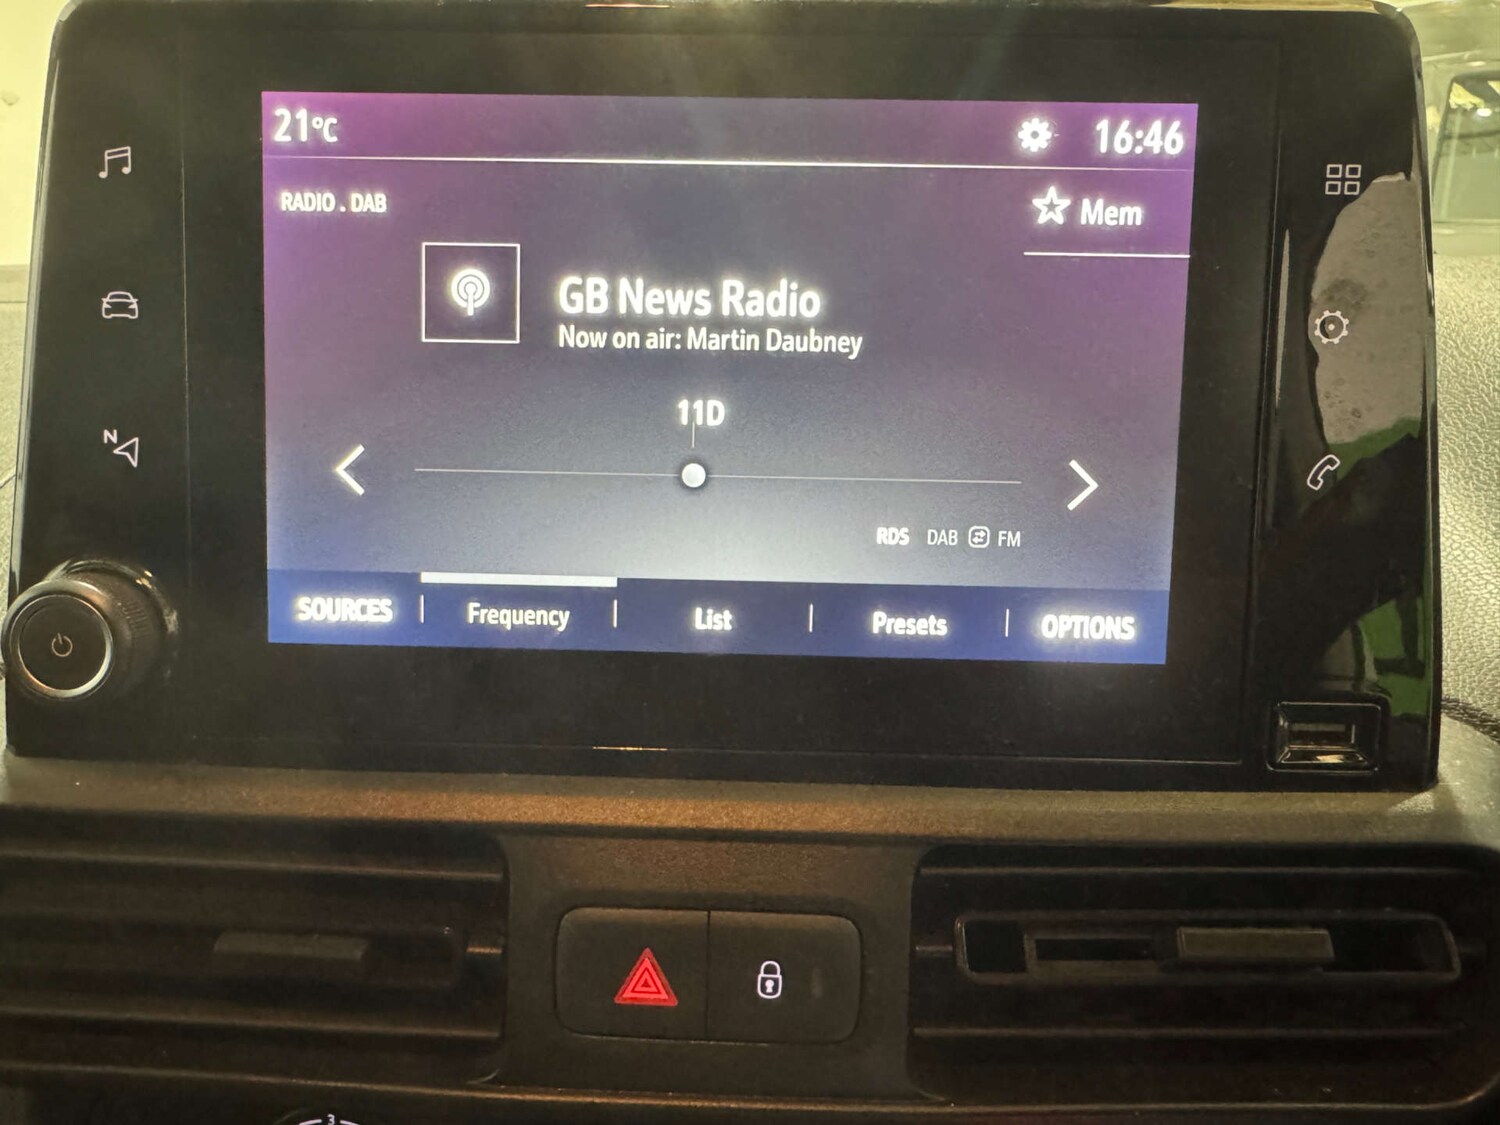 21°C
16:46
RADIO . DAB
Mem
GB News Radio
Now on air: Martin Daubney
11D
RDS DAB FM
SOURCES
Frequency
List
Presets
OPTIONS
N
3